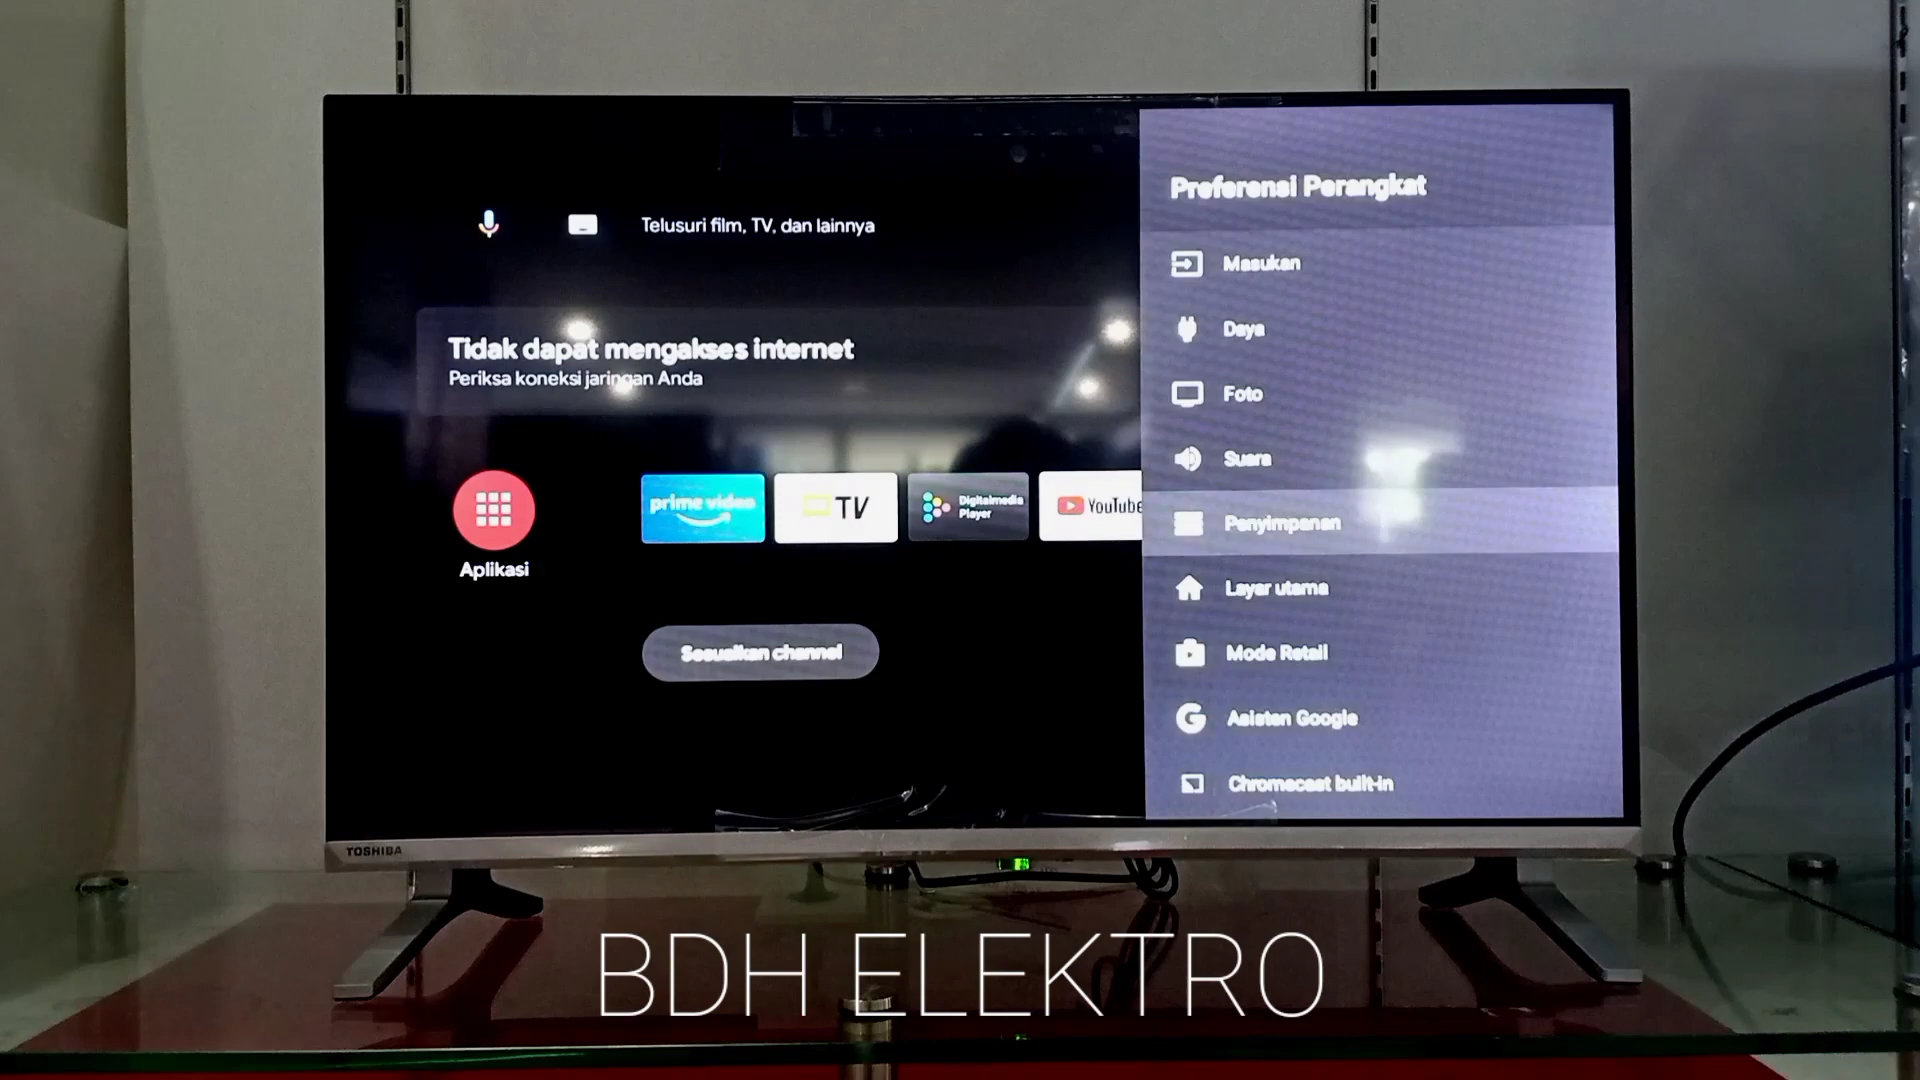 Telusuri film, TV, dan lainnya
Tidak dapat mengakses internet
Periksa koneksi jaringan Anda
Aplikasi
prime video
TV
Digitalmedia
Player
YouTube
Sesuaikan channel
Preferensi Perangkat
Masukan
Daya
Foto
Suara
Penyimpanan
Layar utama
Mode Retail
Asisten Google
Chromecast built-in
TOSHIBA
BDH ELEKTRO